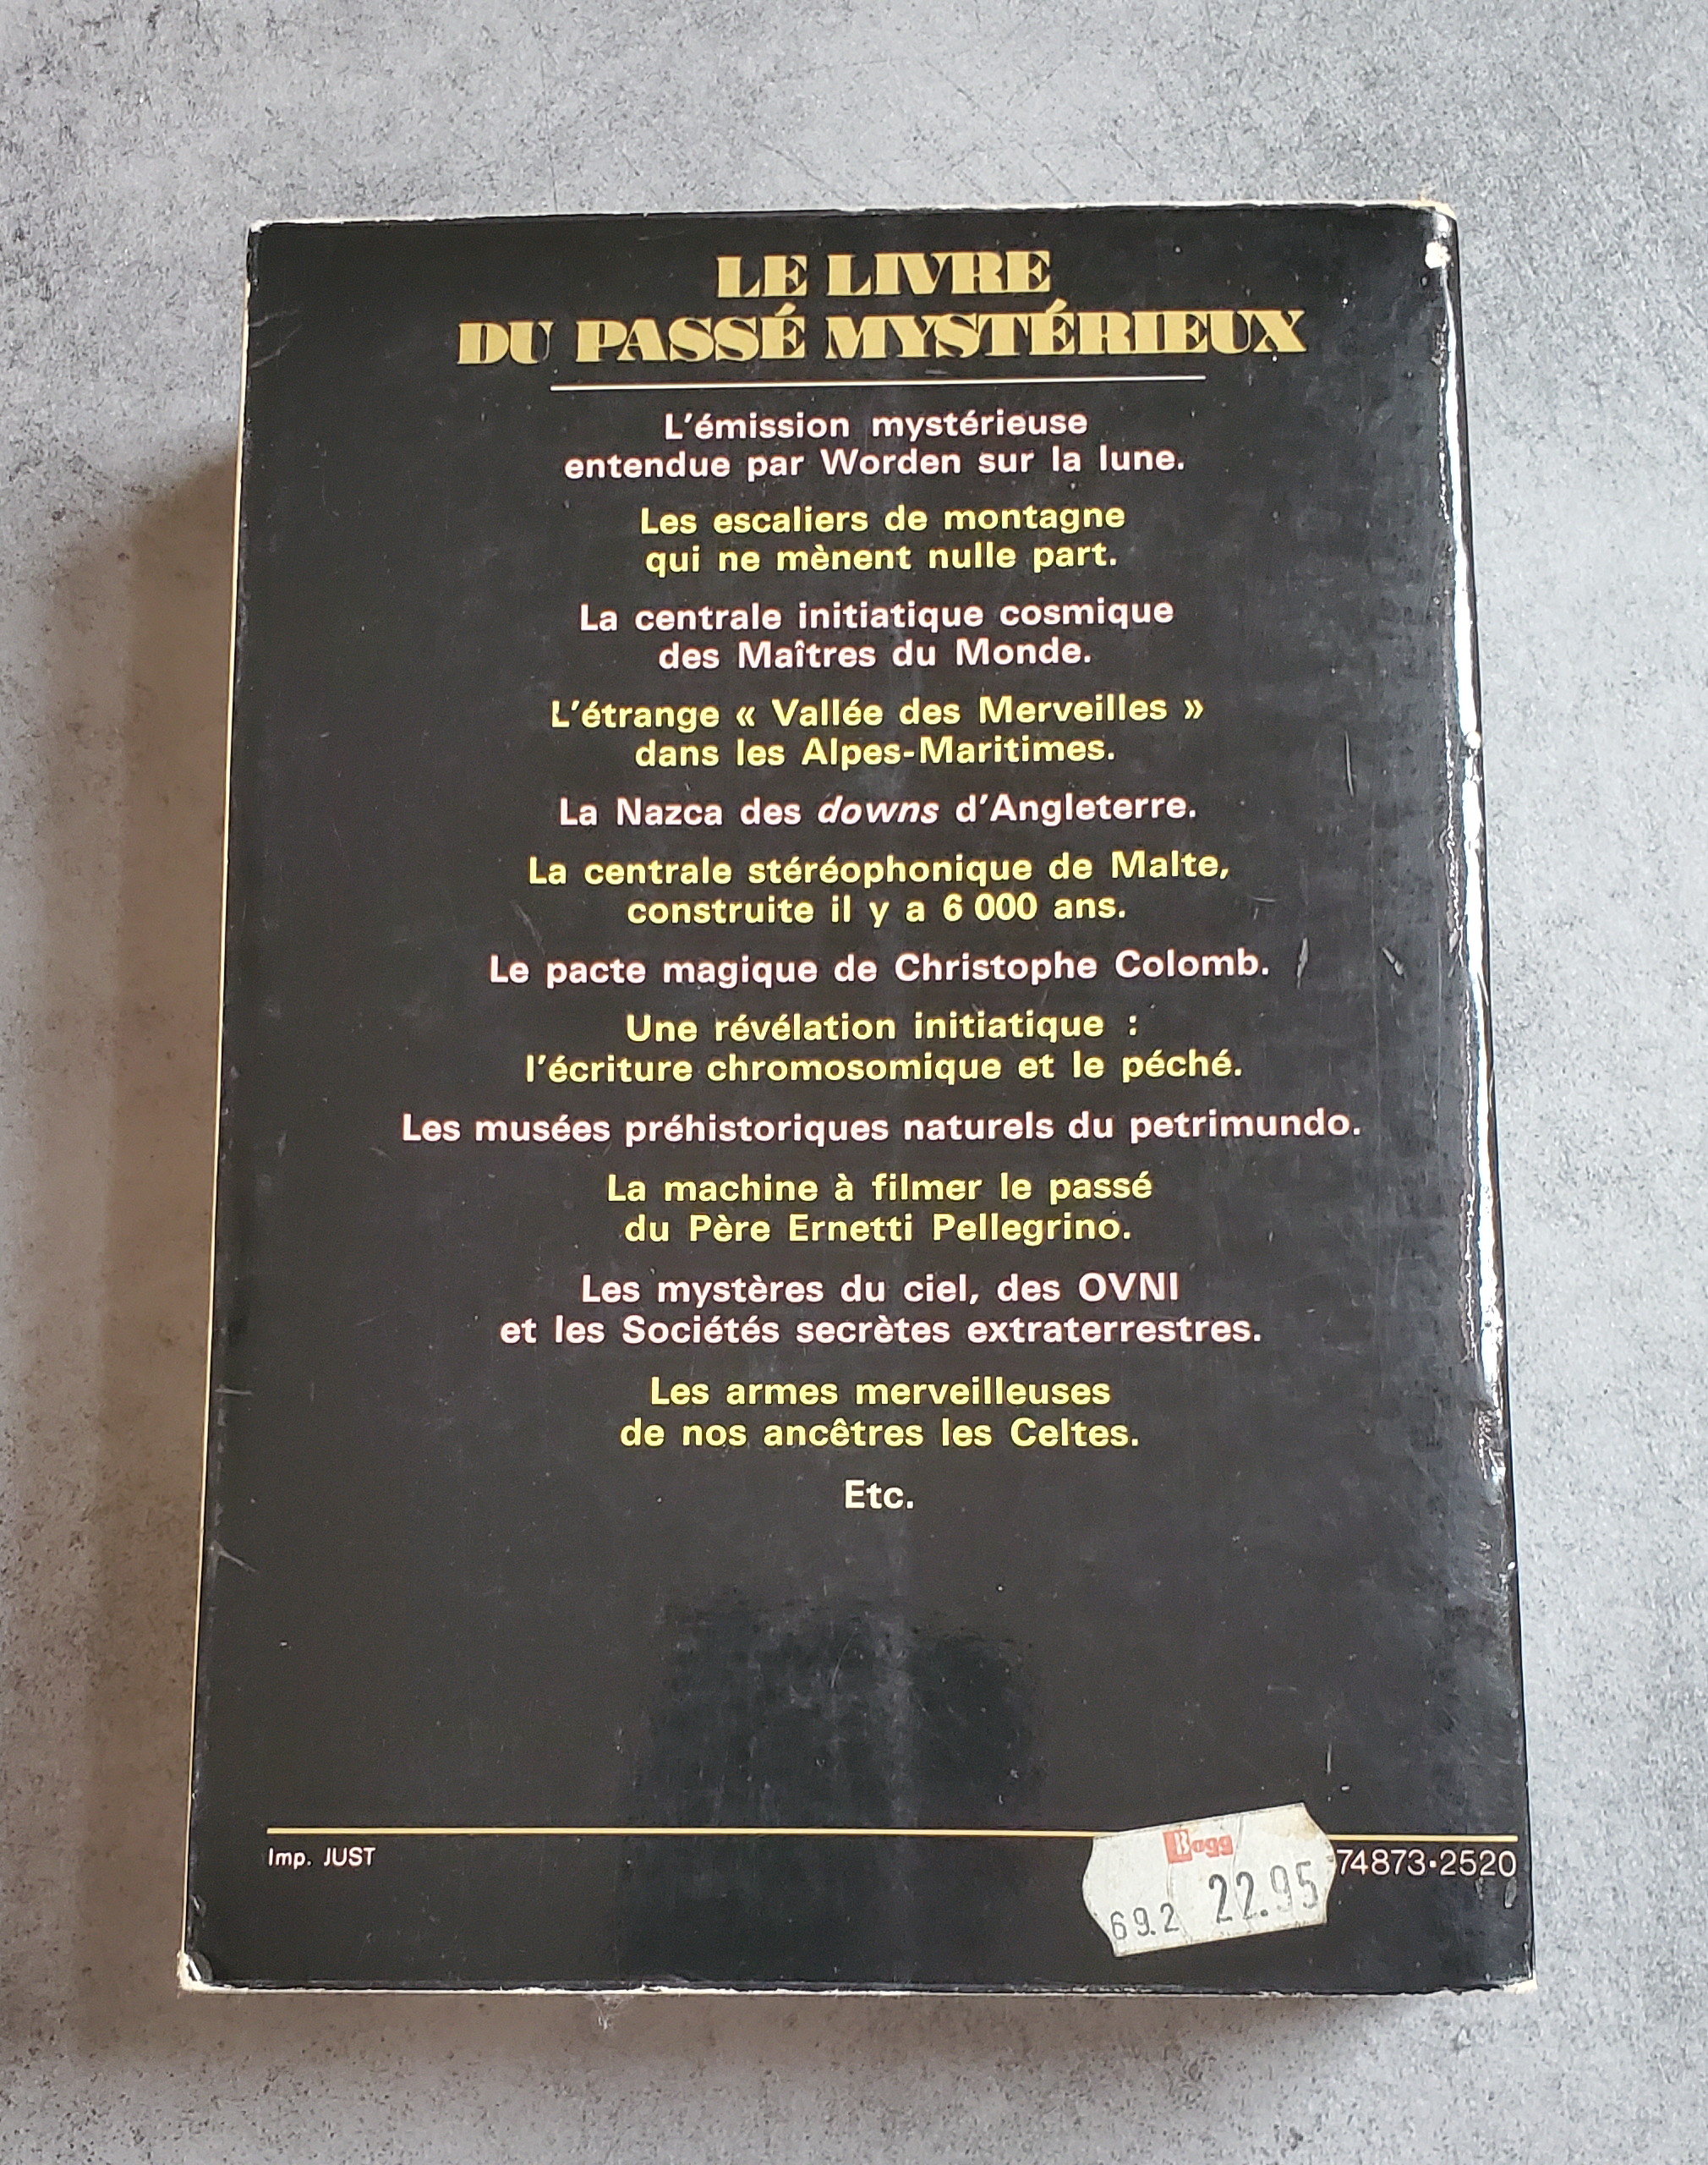 LE LIVRE
DU PASSÉ MYSTÉRIEUX
L'émission mystérieuse
entendue par Worden sur la lune.
Les escaliers de montagne
qui ne mènent nulle part.
La centrale initiatique cosmique
des Maîtres du Monde.
L'étrange « Vallée des Merveilles »
dans les Alpes-Maritimes.
La Nazca des downs d'Angleterre.
La centrale stéréophonique de Malte,
construite il y a 6 000 ans.
Le pacte magique de Christophe Colomb.
Une révélation initiatique :
l'écriture chromosomique et le péché.
Les musées préhistoriques naturels du petrimundo.
La machine à filmer le passé
du Père Ernetti Pellegrino.
Les mystères du ciel, des OVNI
et les Sociétés secrètes extraterrestres.
Les armes merveilleuses
de nos ancêtres les Celtes.
Etc.
Imp. JUST
Bagg
69.2 22.95
74873·2520